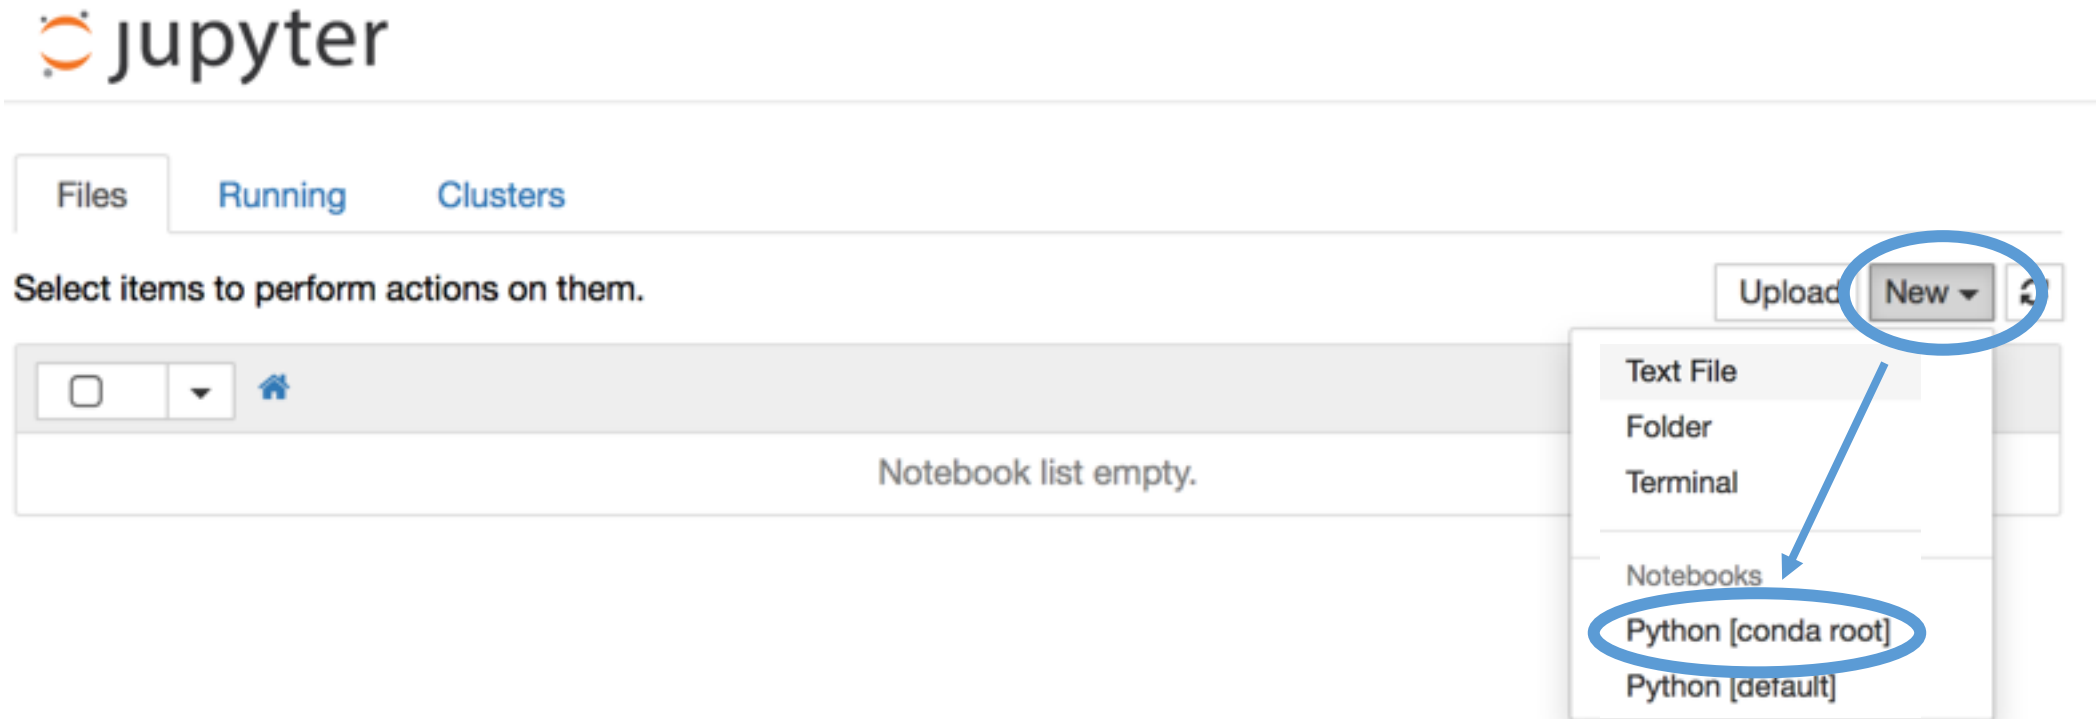 jupyter
Files Running Clusters
Select items to perform actions on them.
Upload New
Text File
Folder
Notebook list empty.
Terminal
Notebooks
Python [conda root]
Python [default]